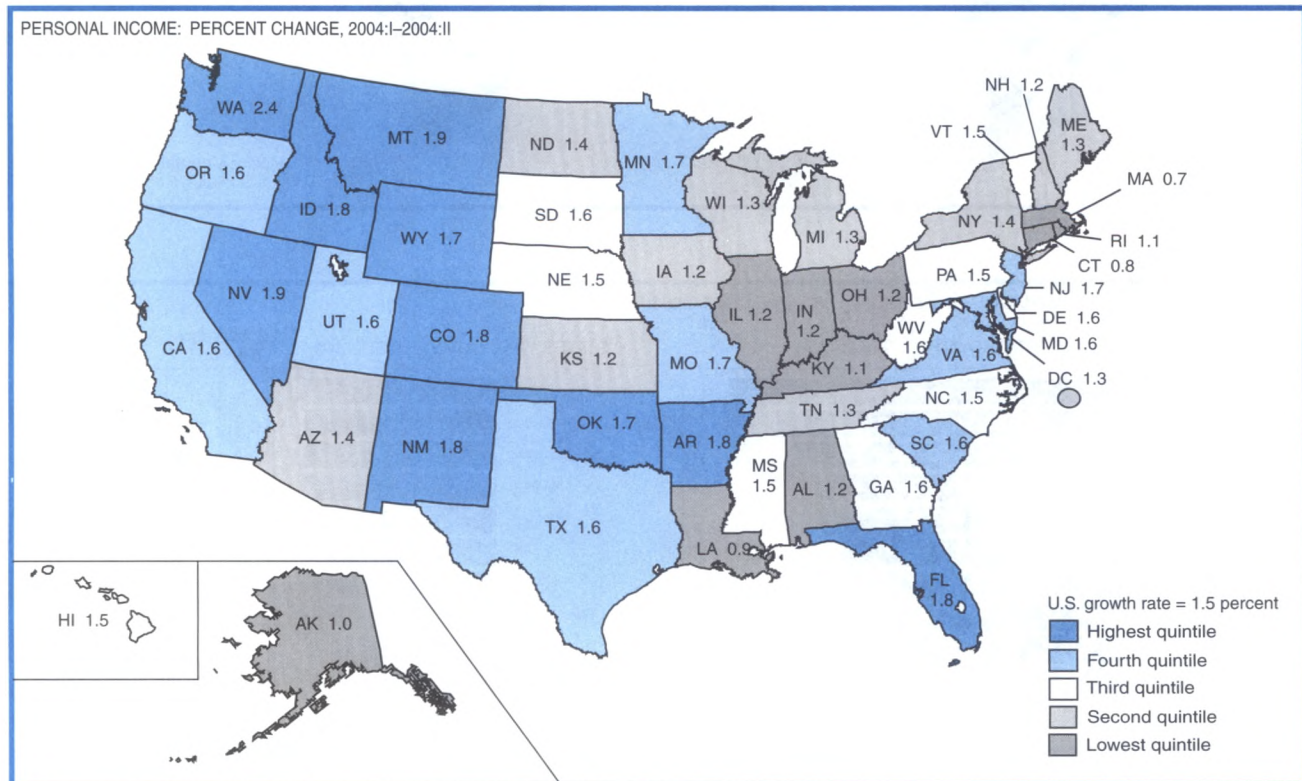 PERSONAL INCOME: PERCENT CHANGE, 2004:I–2004:II
WA 2.4
MT 1.9
ND 1.4
MN 1.7
NH 1.2
VT 1.5
ME
1.3
OR 1.6
ID 1.8
WY 1.7
SD 1.6
WI 1.3
MI 1.3
NY 1.4
MA 0.7
RI 1.1
CT 0.8
NV 1.9
UT 1.6
CO 1.8
NE 1.5
IA 1.2
IL 1.2
IN
1.2
OH 1.2
PA 1.5
NJ 1.7
DE 1.6
MD 1.6
DC 1.3
CA 1.6
KS 1.2
MO 1.7
KY 1.1
WV
1.6
VA 1.6
AZ 1.4
NM 1.8
OK 1.7
AR 1.8
TN 1.3
NC 1.5
SC 1.6
TX 1.6
LA 0.9
MS
1.5
AL 1.2
GA 1.6
FL
1.8
HI 1.5
AK 1.0
U.S. growth rate = 1.5 percent
Highest quintile
Fourth quintile
Third quintile
Second quintile
Lowest quintile